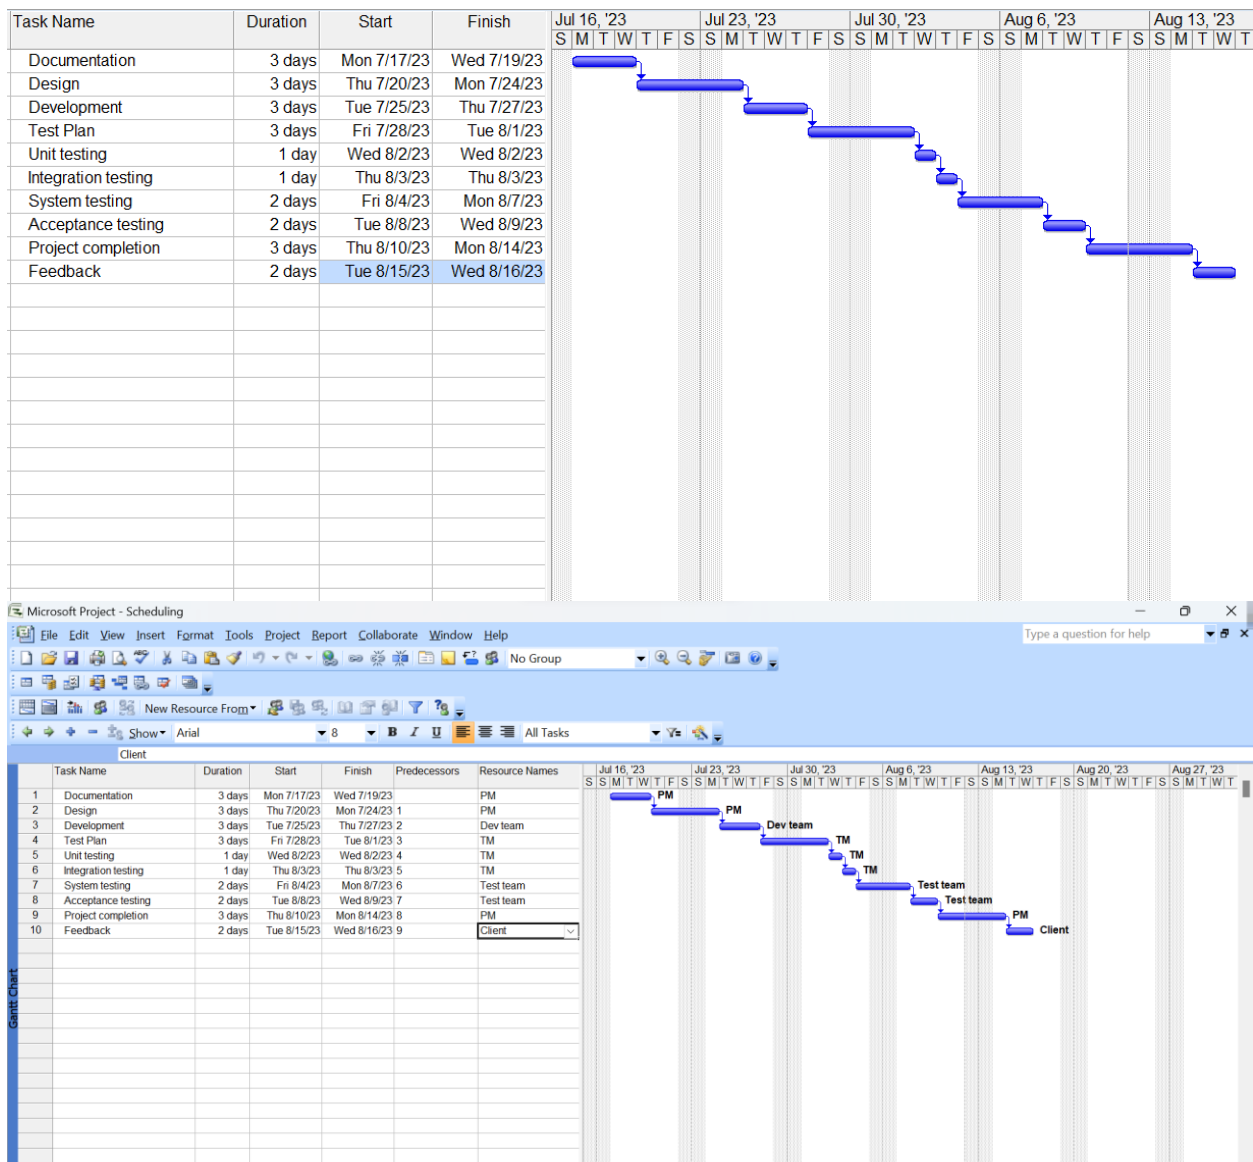 Task Name Duration Start Finish Jul 16, '23 Jul 23, '23 Jul 30, '23 Aug 6, '23 Aug 13, '23
S M T W T F S S M T W T F S S M T W T F S S M T W T F S S M T W T
Documentation 3 days Mon 7/17/23 Wed 7/19/23
Design 3 days Thu 7/20/23 Mon 7/24/23
Development 3 days Tue 7/25/23 Thu 7/27/23
Test Plan 3 days Fri 7/28/23 Tue 8/1/23
Unit testing 1 day Wed 8/2/23 Wed 8/2/23
Integration testing 1 day Thu 8/3/23 Thu 8/3/23
System testing 2 days Fri 8/4/23 Mon 8/7/23
Acceptance testing 2 days Tue 8/8/23 Wed 8/9/23
Project completion 3 days Thu 8/10/23 Mon 8/14/23
Feedback 2 days Tue 8/15/23 Wed 8/16/23
Microsoft Project - Scheduling
File Edit View Insert Format Tools Project Report Collaborate Window Help Type a question for help
No Group
New Resource From
Show Arial 8 B I U All Tasks
Client
Task Name Duration Start Finish Predecessors Resource Names Jul 16, '23 Jul 23, '23 Jul 30, '23 Aug 6, '23 Aug 13, '23 Aug 20, '23 Aug 27, '23
S S M T W T F S S M T W T F S S M T W T F S S M T W T F S S M T W T F S S M T W T F S S M T W T
1 Documentation 3 days Mon 7/17/23 Wed 7/19/23 PM PM
2 Design 3 days Thu 7/20/23 Mon 7/24/23 1 PM PM
3 Development 3 days Tue 7/25/23 Thu 7/27/23 2 Dev team Dev team
4 Test Plan 3 days Fri 7/28/23 Tue 8/1/23 3 TM TM
5 Unit testing 1 day Wed 8/2/23 Wed 8/2/23 4 TM TM
6 Integration testing 1 day Thu 8/3/23 Thu 8/3/23 5 TM TM
7 System testing 2 days Fri 8/4/23 Mon 8/7/23 6 Test team Test team
8 Acceptance testing 2 days Tue 8/8/23 Wed 8/9/23 7 Test team Test team
9 Project completion 3 days Thu 8/10/23 Mon 8/14/23 8 PM PM
10 Feedback 2 days Tue 8/15/23 Wed 8/16/23 9 Client Client
Gantt Chart